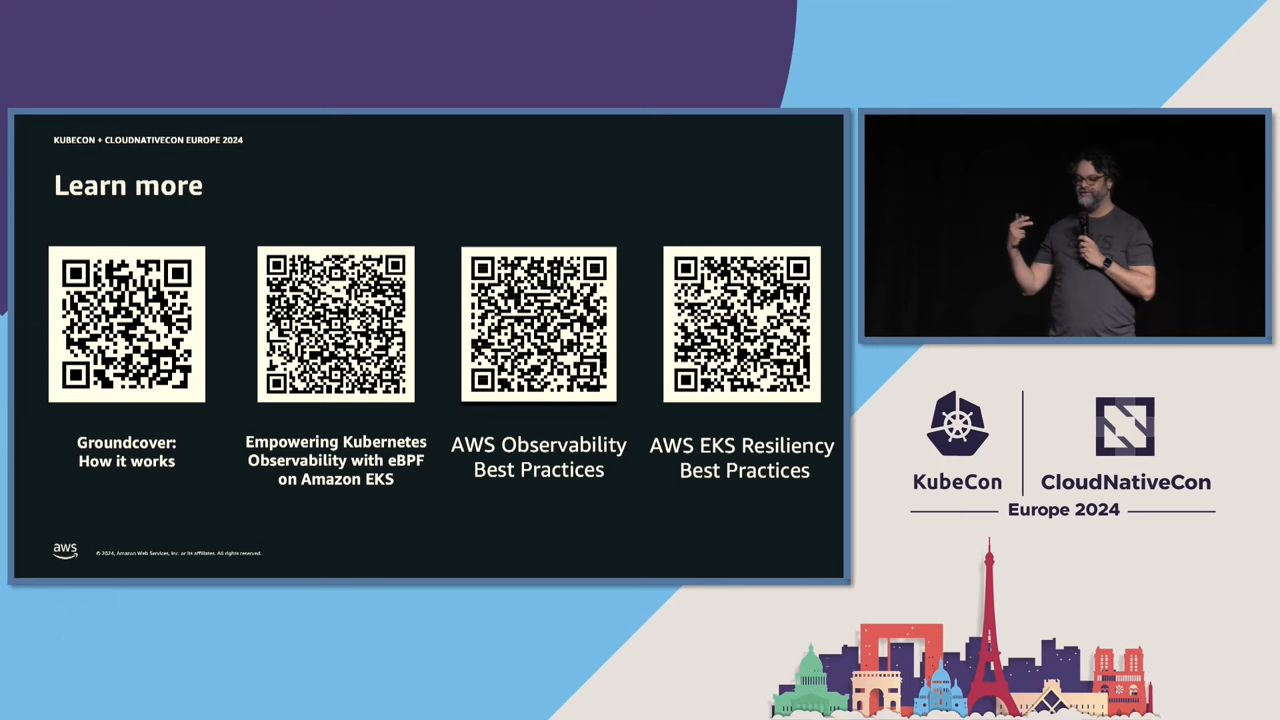 KUBECON + CLOUDNATIVECON EUROPE 2024
Learn more
Groundcover:
How it works
Empowering Kubernetes
Observability with eBPF
on Amazon EKS
AWS Observability
Best Practices
AWS EKS Resiliency
Best Practices
aws
© 2024, Amazon Web Services, Inc. or its affiliates. All rights reserved.
KubeCon
CloudNativeCon
Europe 2024